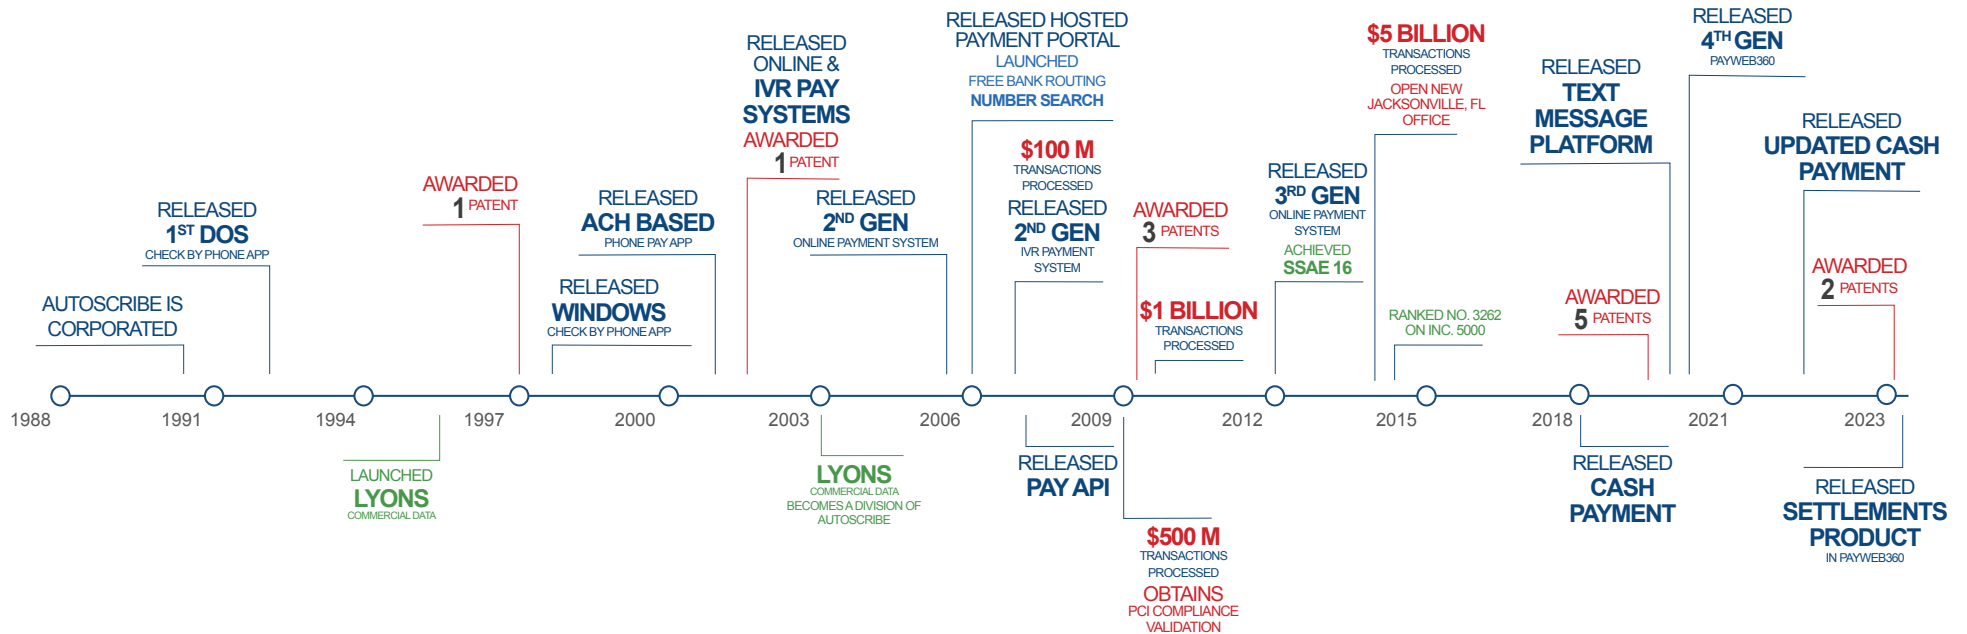 AUTOSCRIBE IS
CORPORATED
RELEASED
1ST DOS
CHECK BY PHONE APP
AWARDED
1 PATENT
RELEASED
WINDOWS
CHECK BY PHONE APP
RELEASED
ACH BASED
PHONE PAY APP
RELEASED
ONLINE &
IVR PAY
SYSTEMS
AWARDED
1 PATENT
RELEASED
2ND GEN
ONLINE PAYMENT SYSTEM
RELEASED HOSTED
PAYMENT PORTAL
LAUNCHED
FREE BANK ROUTING
NUMBER SEARCH
$100 M
TRANSACTIONS
PROCESSED
RELEASED
2ND GEN
IVR PAYMENT
SYSTEM
AWARDED
3 PATENTS
$1 BILLION
TRANSACTIONS
PROCESSED
RELEASED
3RD GEN
ONLINE PAYMENT
SYSTEM
ACHIEVED
SSAE 16
$5 BILLION
TRANSACTIONS
PROCESSED
OPEN NEW
JACKSONVILLE, FL
OFFICE
RANKED NO. 3262
ON INC. 5000
RELEASED
TEXT
MESSAGE
PLATFORM
AWARDED
5 PATENTS
RELEASED
4TH GEN
PAYWEB360
RELEASED
UPDATED CASH
PAYMENT
AWARDED
2 PATENTS
1988
1991
1994
1997
2000
2003
2006
2009
2012
2015
2018
2021
2023
LAUNCHED
LYONS
COMMERCIAL DATA
LYONS
COMMERCIAL DATA
BECOMES A DIVISION OF
AUTOSCRIBE
RELEASED
PAY API
$500 M
TRANSACTIONS
PROCESSED
OBTAINS
PCI COMPLIANCE
VALIDATION
RELEASED
CASH
PAYMENT
RELEASED
SETTLEMENTS
PRODUCT
IN PAYWEB360